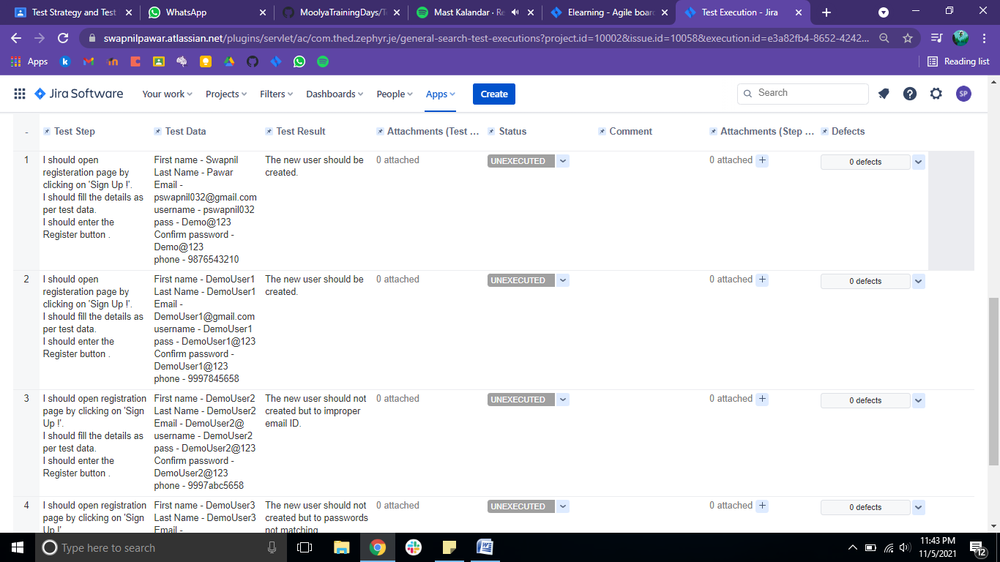 Test Strategy and Test
WhatsApp
MoolyaTrainingDays/T
Mast Kalandar · Re
Elearning - Agile board
Test Execution - Jira
swapnilpawar.atlassian.net/plugins/servlet/ac/com.thed.zephyr.je/general-search-test-executions?project.id=10002&issue.id=10058&execution.id=e3a82fb4-8652-4242...
Apps
Reading list
Jira Software
Your work
Projects
Filters
Dashboards
People
Apps
Create
Search
SP
- Test Step Test Data Test Result Attachments (Test ... Status Comment Attachments (Step ... Defects
1
I should open
registeration page by
clicking on 'Sign Up !'.
I should fill the details as
per test data.
I should enter the
Register button .
First name - Swapnil
Last Name - Pawar
Email -
pswapnil032@gmail.com
username - pswapnil032
pass - Demo@123
Confirm password -
Demo@123
phone - 9876543210
The new user should be
created.
0 attached
UNEXECUTED
0 attached +
0 defects
2
I should open
registeration page by
clicking on 'Sign Up !'.
I should fill the details as
per test data.
I should enter the
Register button .
First name - DemoUser1
Last Name - DemoUser1
Email -
DemoUser1@gmail.com
username - DemoUser1
pass - DemoUser1@123
Confirm password -
DemoUser1@123
phone - 9997845658
The new user should be
created.
0 attached
UNEXECUTED
0 attached +
0 defects
3
I should open registration
page by clicking on 'Sign
Up !'.
I should fill the details as
per test data.
I should enter the
Register button .
First name - DemoUser2
Last Name - DemoUser2
Email - DemoUser2@
username - DemoUser2
pass - DemoUser2@123
Confirm password -
DemoUser2@123
phone - 9997abc5658
The new user should not
created but to improper
email ID.
0 attached
UNEXECUTED
0 attached +
0 defects
4
I should open registration
page by clicking on 'Sign
Up !'
First name - DemoUser3
Last Name - DemoUser3
Email -
The new user should not
created but to passwords
not matching
0 attached
UNEXECUTED
0 attached +
0 defects
Type here to search
11:43 PM
11/5/2021
12